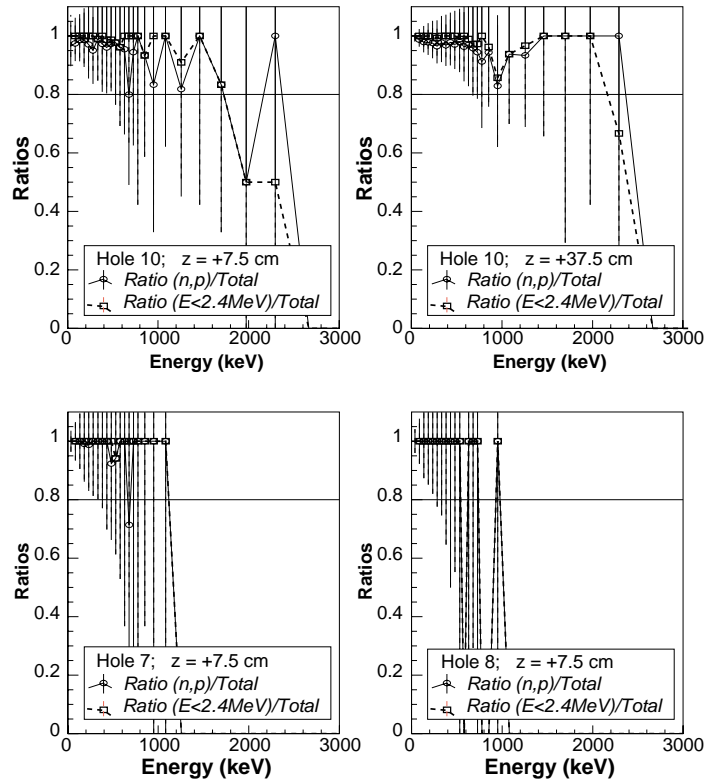 1
0.8
0.6
0.4
0.2
0
Ratios
Hole 10; z = +7.5 cm
Ratio (n,p)/Total
Ratio (E<2.4MeV)/Total
0 1000 2000 3000
Energy (keV)
1
0.8
0.6
0.4
0.2
0
Ratios
Hole 10; z = +37.5 cm
Ratio (n,p)/Total
Ratio (E<2.4MeV)/Total
0 1000 2000 3000
Energy (keV)
1
0.8
0.6
0.4
0.2
0
Ratios
Hole 7; z = +7.5 cm
Ratio (n,p)/Total
Ratio (E<2.4MeV)/Total
0 1000 2000 3000
Energy (keV)
1
0.8
0.6
0.4
0.2
0
Ratios
Hole 8; z = +7.5 cm
Ratio (n,p)/Total
Ratio (E<2.4MeV)/Total
0 1000 2000 3000
Energy (keV)